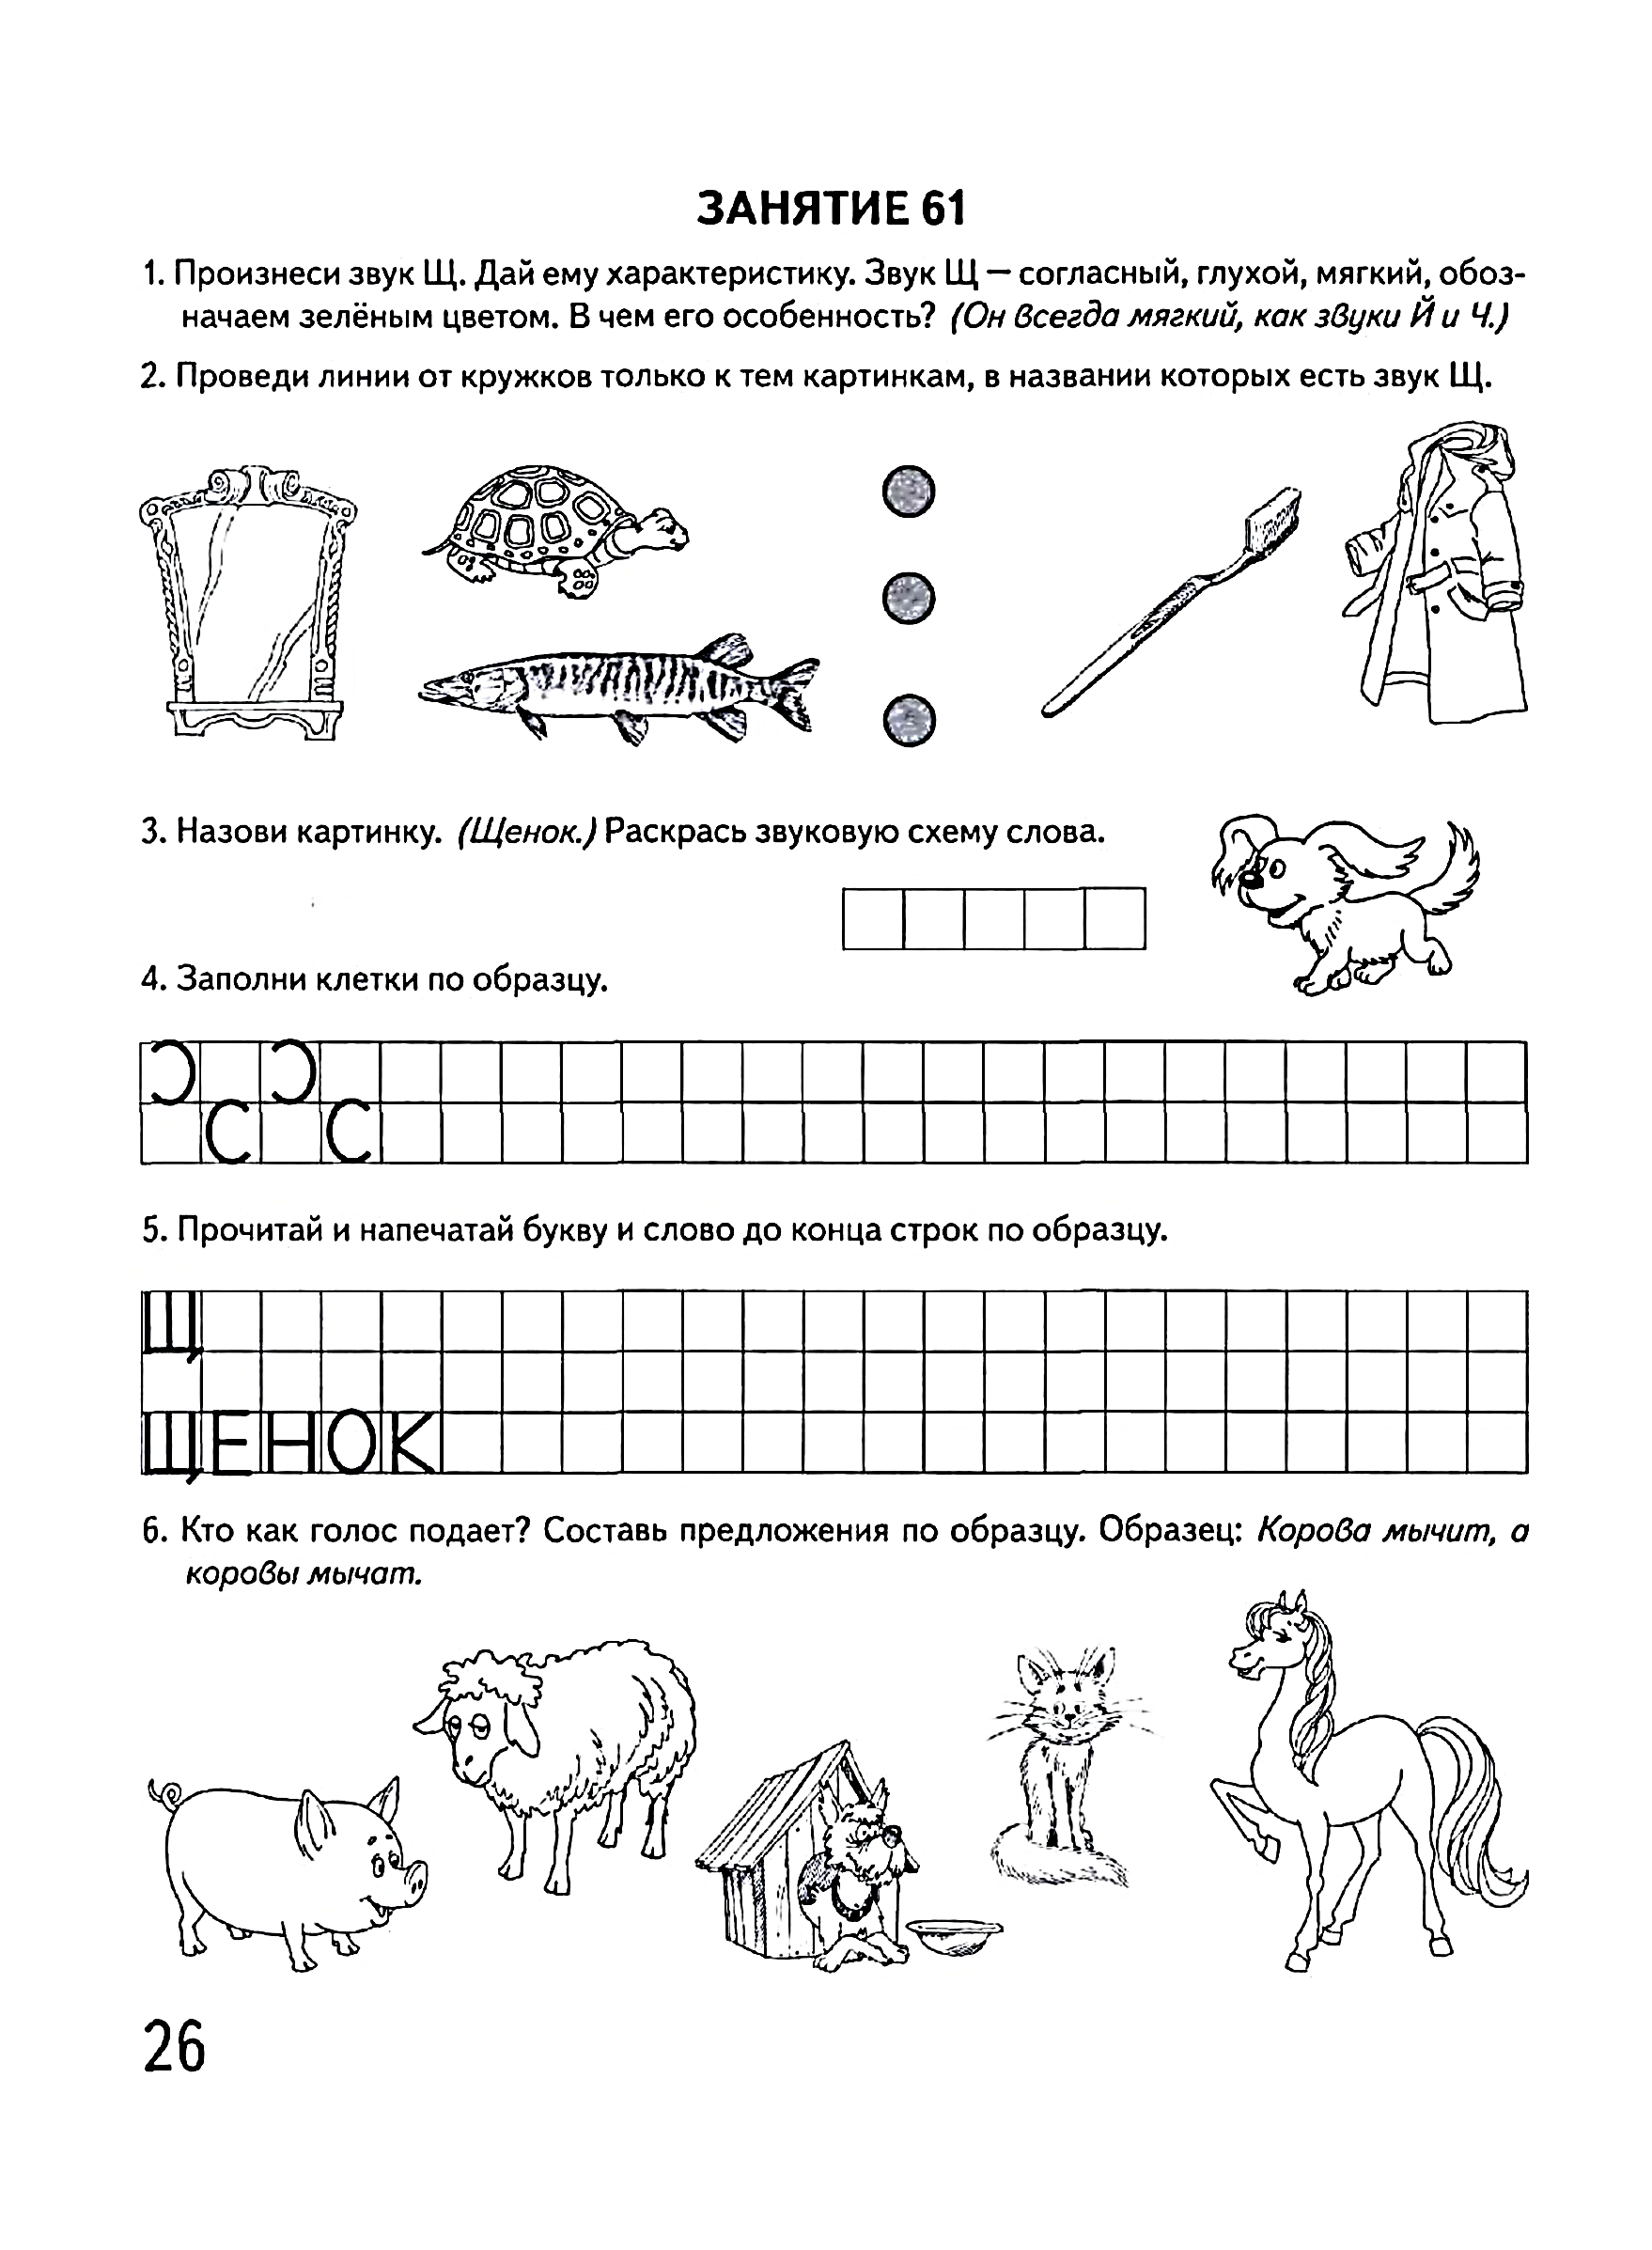 ЗАНЯТИЕ 61
1. Произнеси звук Щ. Дай ему характеристику. Звук Щ — согласный, глухой, мягкий, обоз-
начаем зелёным цветом. В чем его особенность? (Он всегда мягкий, как звуки Й и Ч.)
2. Проведи линии от кружков только к тем картинкам, в названии которых есть звук Щ.
3. Назови картинку. (Щенок.) Раскрась звуковую схему слова.
4. Заполни клетки по образцу.
Ɔ Ɔ
С С
5. Прочитай и напечатай букву и слово до конца строк по образцу.
Щ
ЩЕНОК
6. Кто как голос подает? Составь предложения по образцу. Образец: Корова мычит, а
коровы мычат.
26